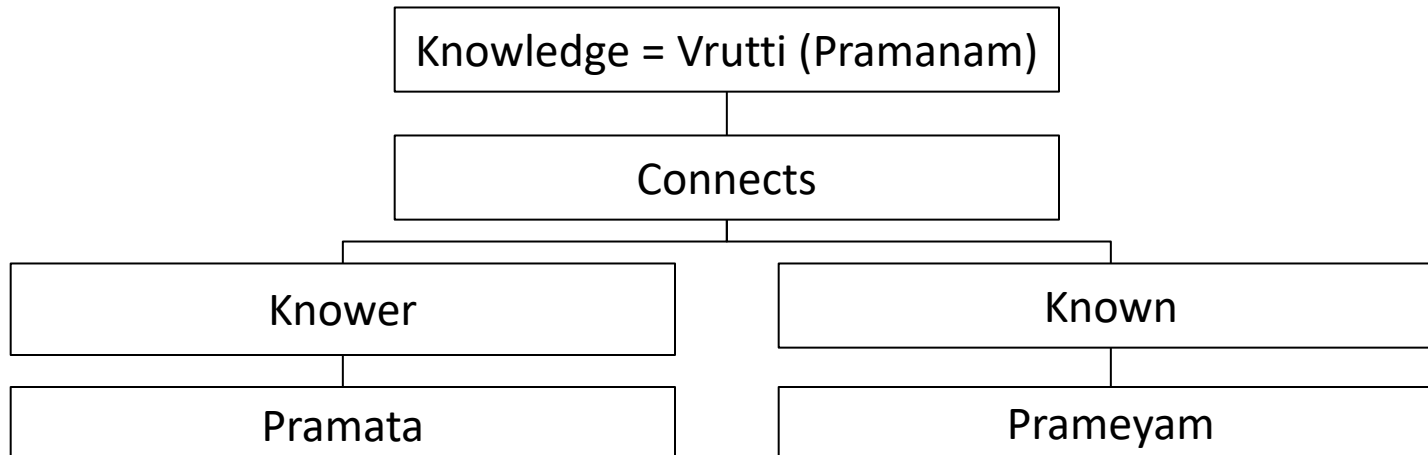 Knowledge = Vrutti (Pramanam)
Connects
Knower
Known
Pramata
Prameyam